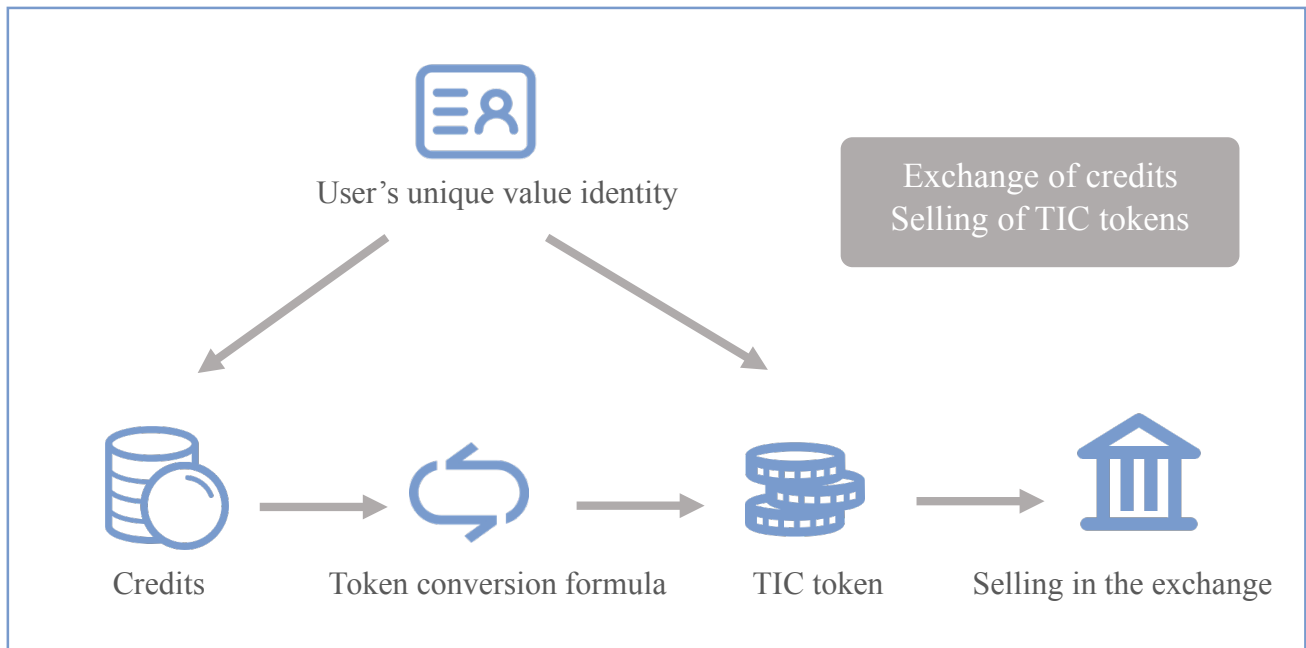 User’s unique value identity
Exchange of credits
Selling of TIC tokens
Credits
Token conversion formula
TIC token
Selling in the exchange